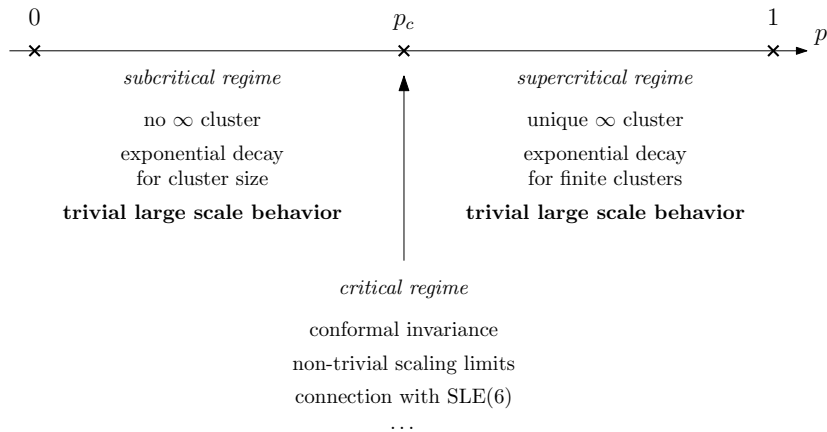 0
p_c
1
p
subcritical regime
no ∞ cluster
exponential decay
for cluster size
trivial large scale behavior
supercritical regime
unique ∞ cluster
exponential decay
for finite clusters
trivial large scale behavior
critical regime
conformal invariance
non-trivial scaling limits
connection with SLE(6)
...